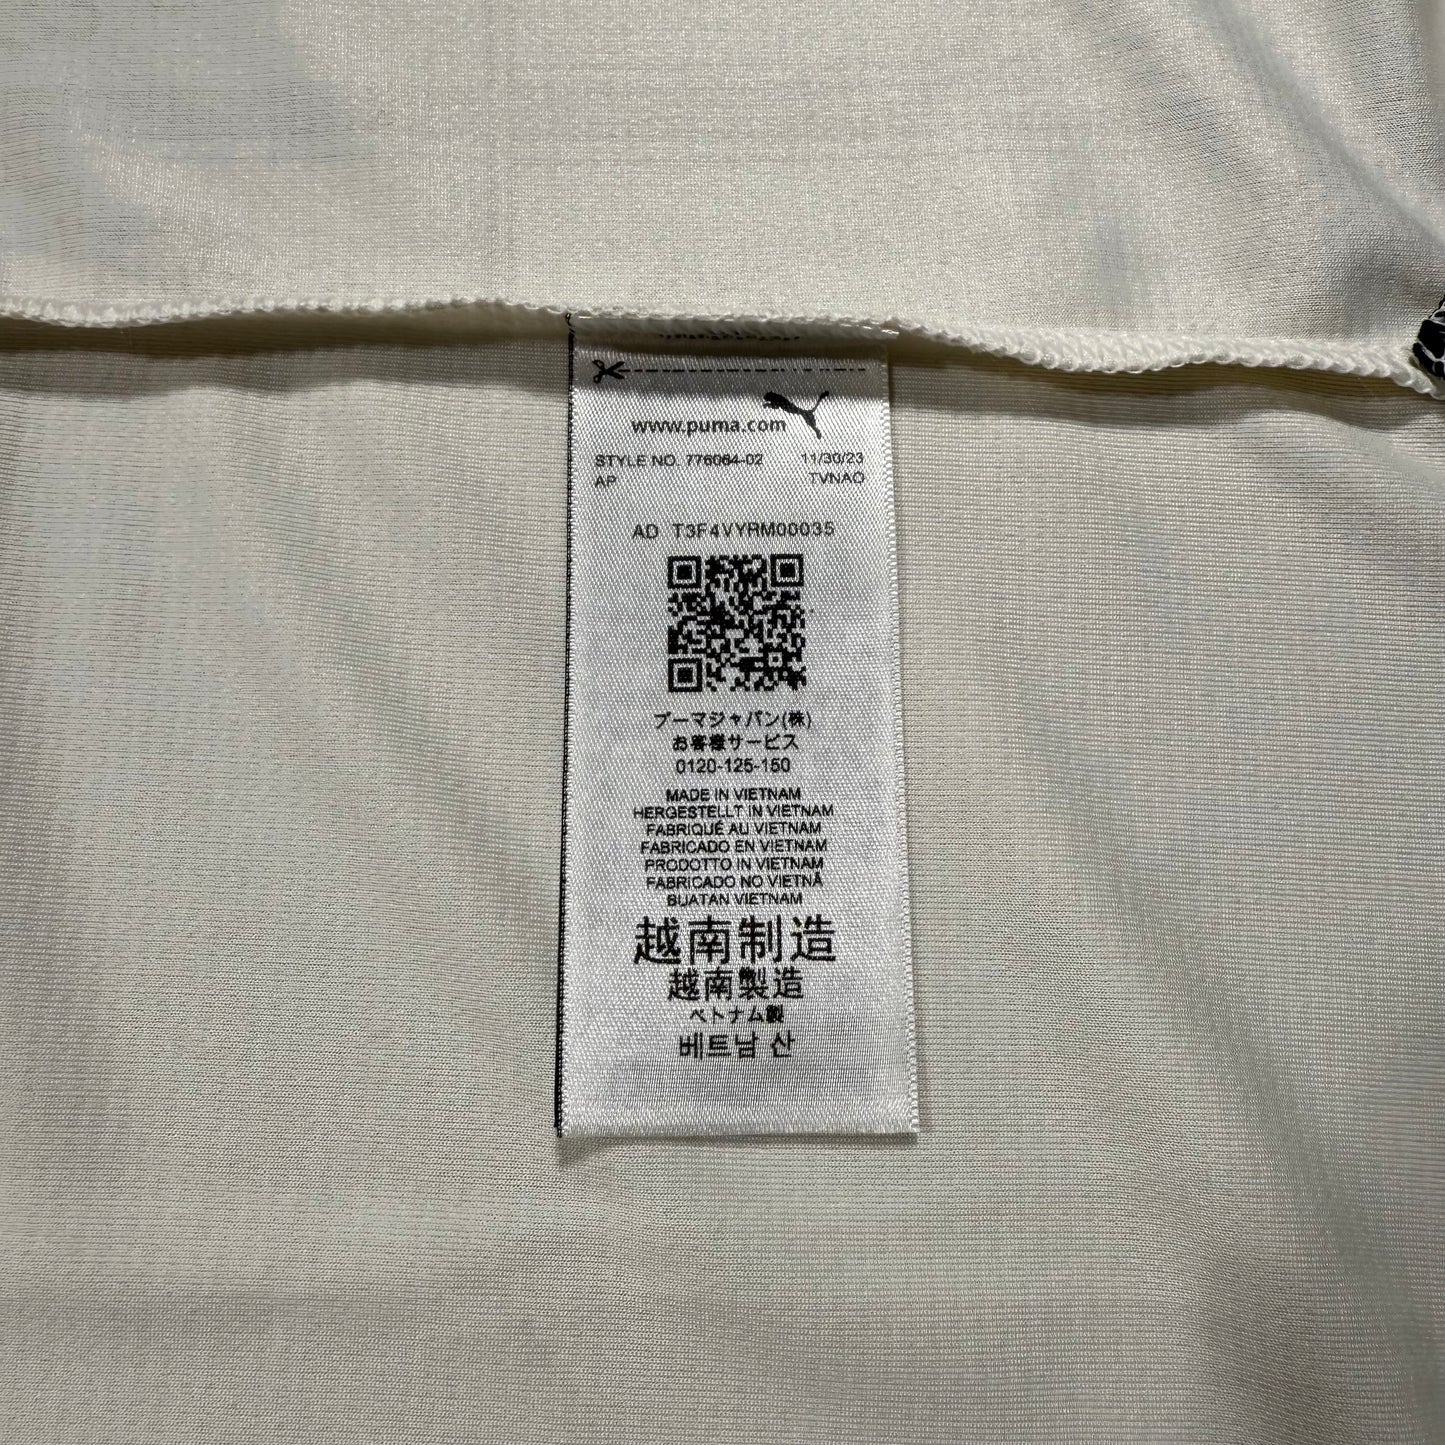 www.puma.com
STYLE NO. 776064-02 11/30/23
AP TVNAO
AD T3F4VYRM00035
プーマジャパン(株)
お客様サービス
0120-125-150
MADE IN VIETNAM
HERGESTELLT IN VIETNAM
FABRIQUÉ AU VIETNAM
FABRICADO EN VIETNAM
PRODOTTO IN VIETNAM
FABRICADO NO VIETNÃ
BUATAN VIETNAM
越南制造
越南製造
ベトナム製
베트남 산